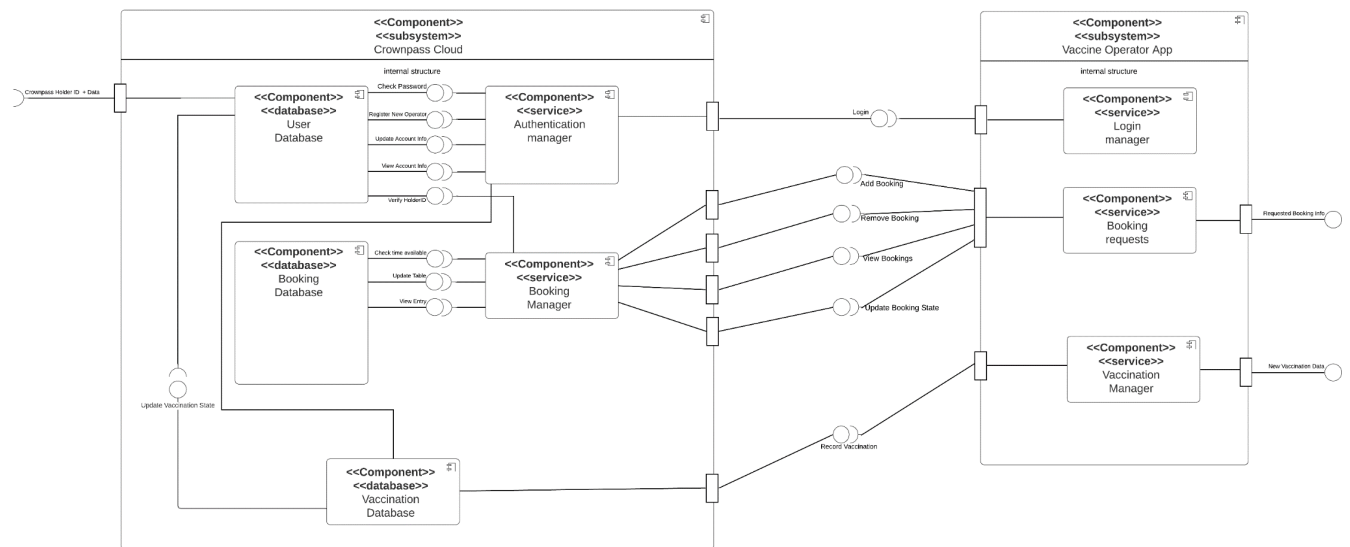 <<Component>>
<<subsystem>>
Crownpass Cloud
internal structure
Crownpass Holder ID + Data
<<Component>>
<<database>>
User
Database
Check Password
Register New Operator
Update Account Info
View Account Info
Verify HolderID
<<Component>>
<<service>>
Authentication
manager
<<Component>>
<<database>>
Booking
Database
Check time available
Update Table
View Entry
<<Component>>
<<service>>
Booking
Manager
Update Vaccination State
<<Component>>
<<database>>
Vaccination
Database
Login
Add Booking
Remove Booking
View Bookings
Update Booking State
Record Vaccination
<<Component>>
<<subsystem>>
Vaccine Operator App
internal structure
<<Component>>
<<service>>
Login
manager
<<Component>>
<<service>>
Booking
requests
Requested Booking Info
<<Component>>
<<service>>
Vaccination
Manager
New Vaccination Data